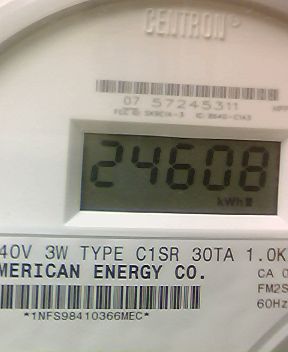 CENTRON®
07 57245311
24608
kWh
40V 3W TYPE C1SR 30TA 1.0K
MERICAN ENERGY CO.
CA 0
FM2S
60Hz
*1NFS98410366MEC*